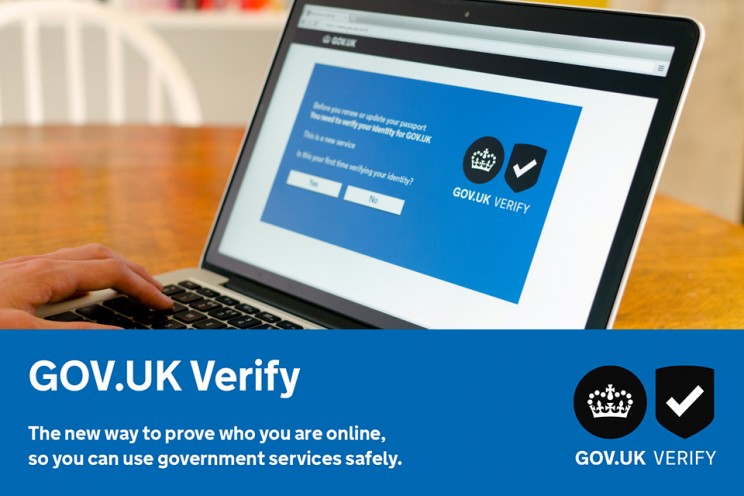 GOV.UK
Before you renew or update your passport
You need to verify your identity for GOV.UK
This is a new service
Is this your first time verifying your identity?
Yes
No
GOV.UK VERIFY
GOV.UK Verify
The new way to prove who you are online,
so you can use government services safely.
GOV.UK VERIFY